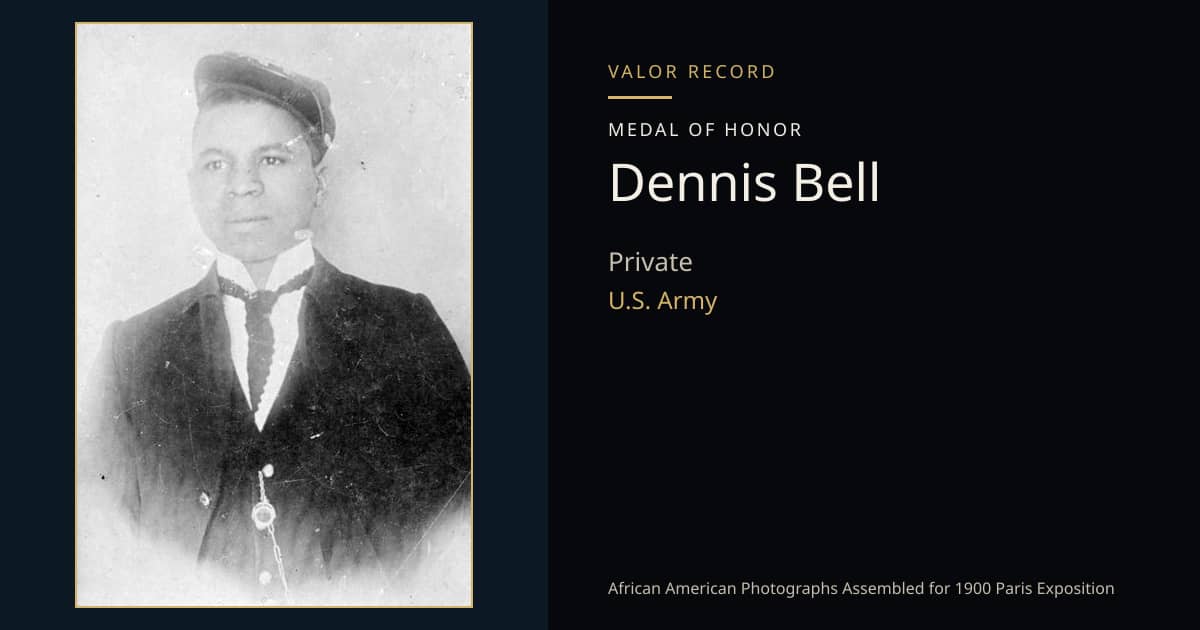 VALOR RECORD
MEDAL OF HONOR
Dennis Bell
Private
U.S. Army
African American Photographs Assembled for 1900 Paris Exposition